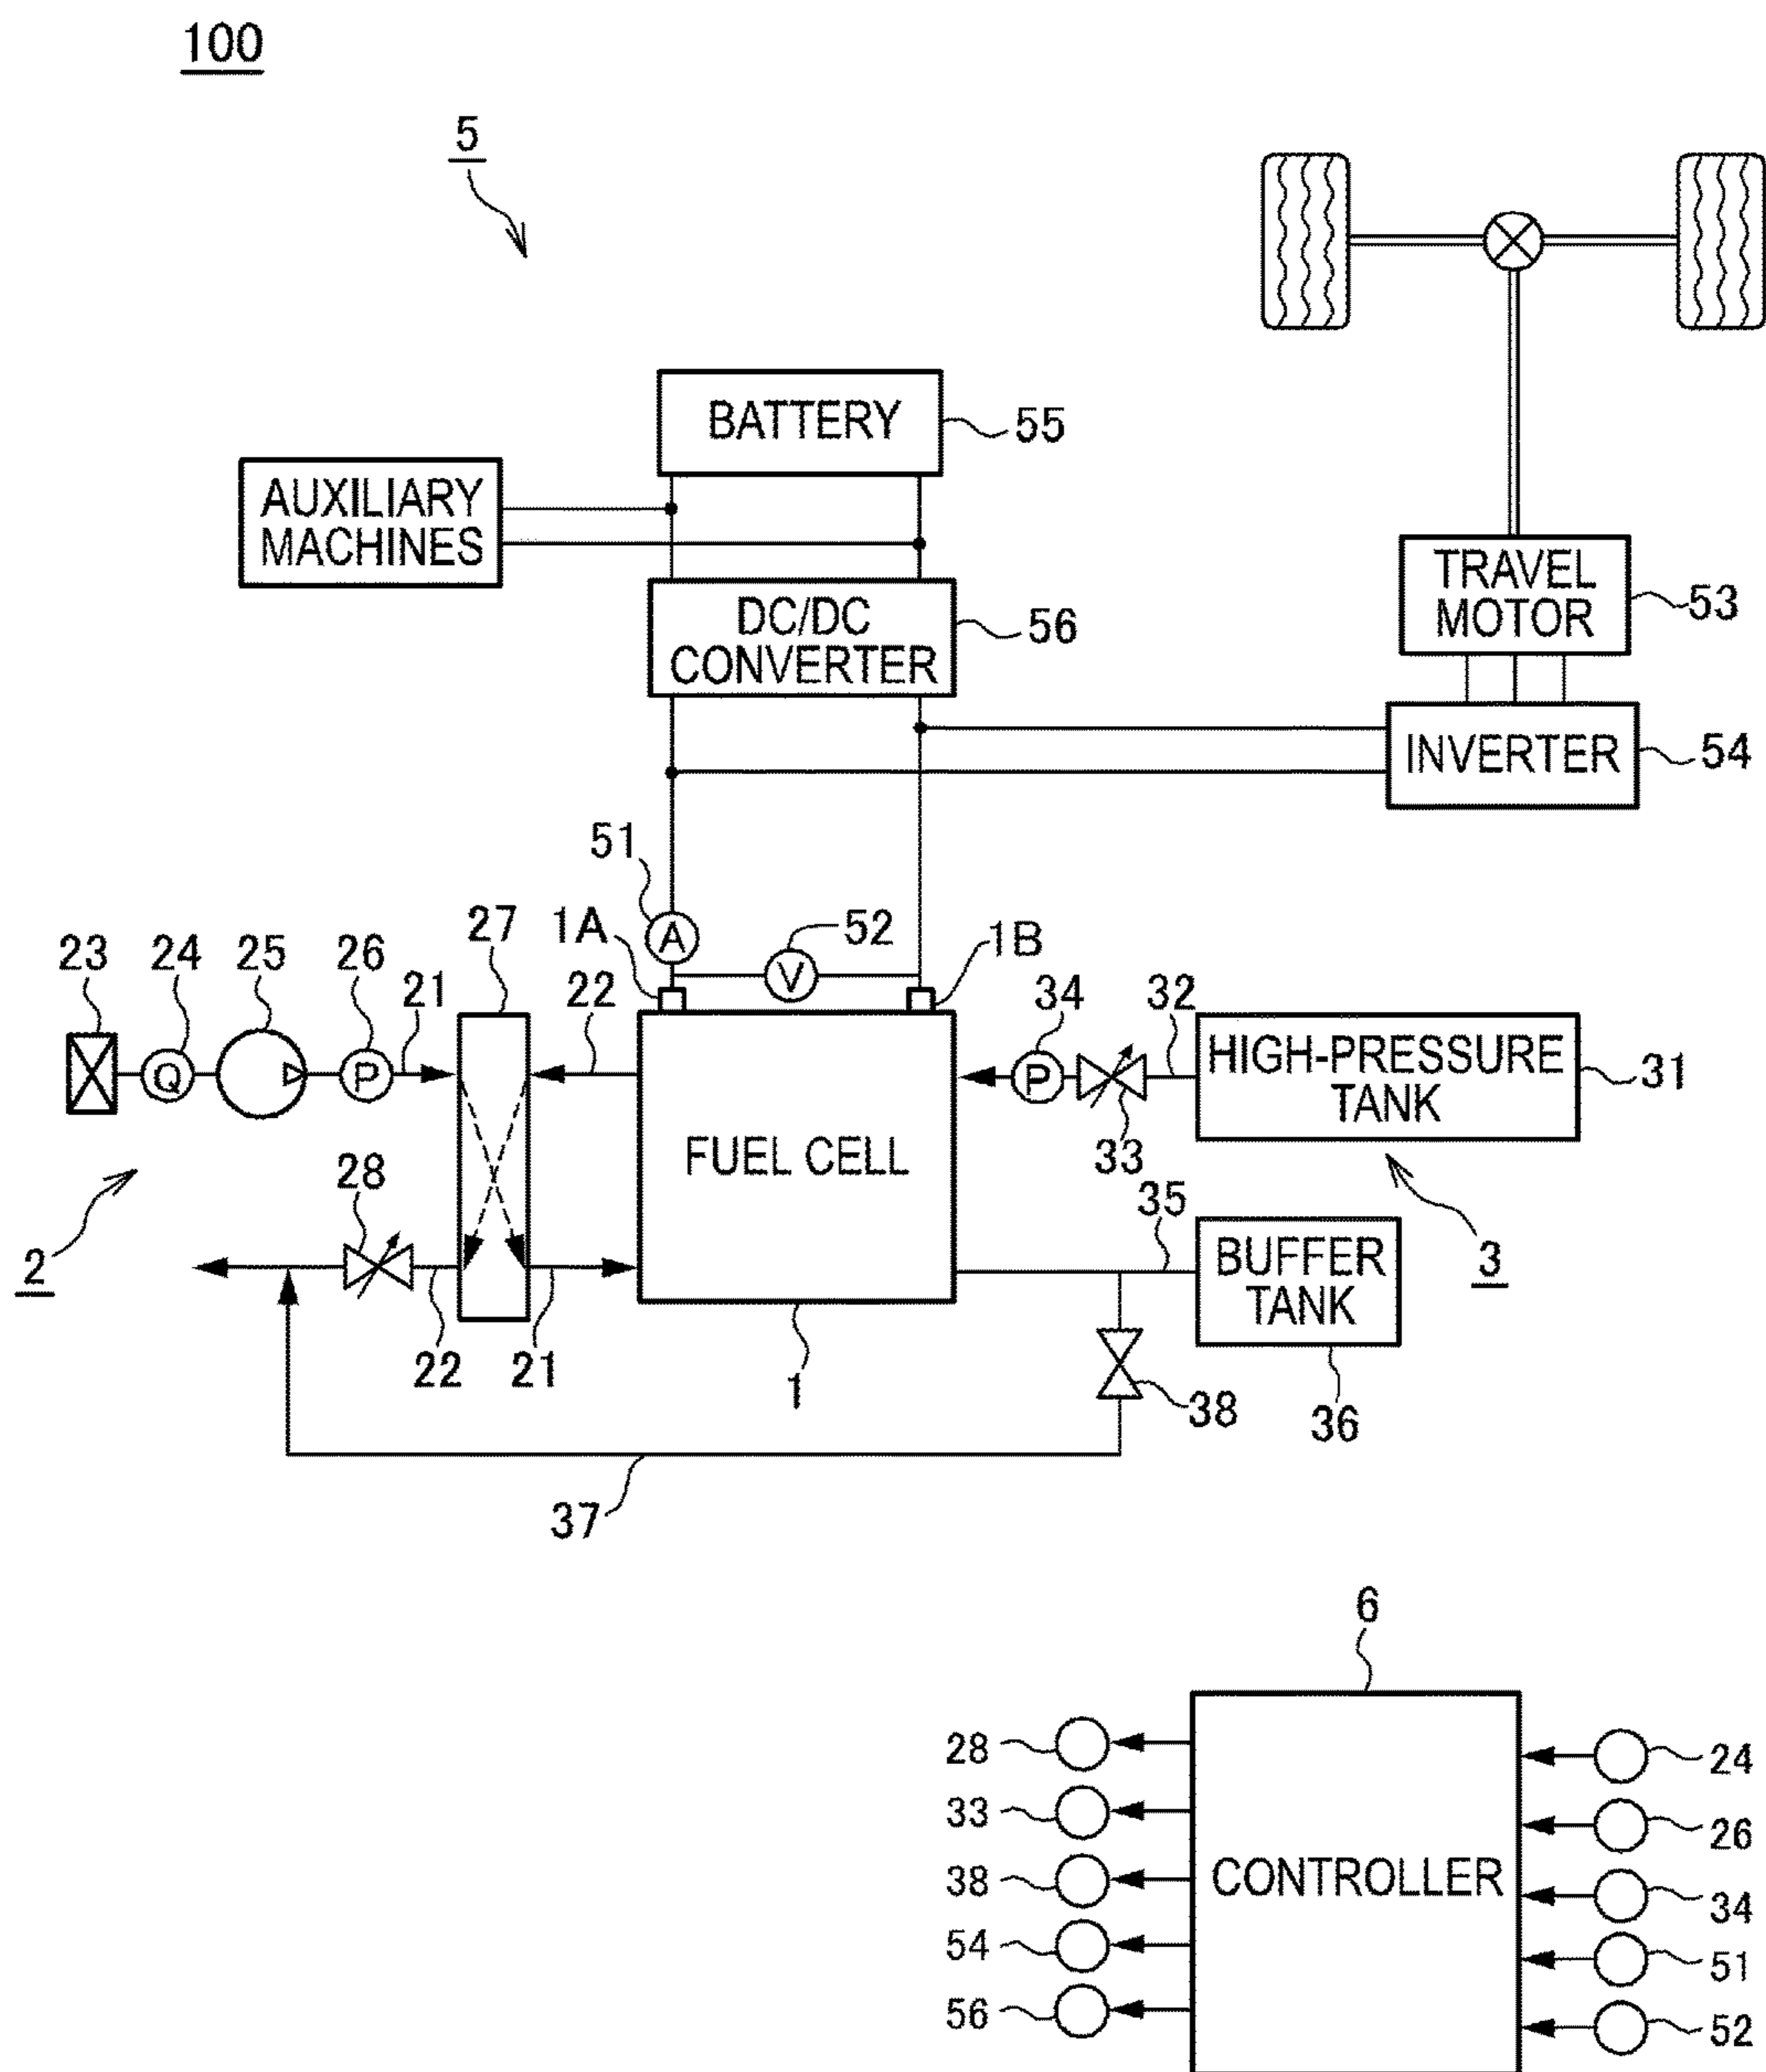 100
5
BATTERY
55
AUXILIARY
MACHINES
DC/DC
CONVERTER
56
TRAVEL
MOTOR
53
INVERTER
54
51
A
1A
52
V
1B
23
24
25
26
21
27
22
34
32
Q
P
P
33
HIGH-PRESSURE
TANK
31
FUEL CELL
2
28
22
21
1
35
BUFFER
TANK
36
3
38
37
6
CONTROLLER
28
33
38
54
56
24
26
34
51
52